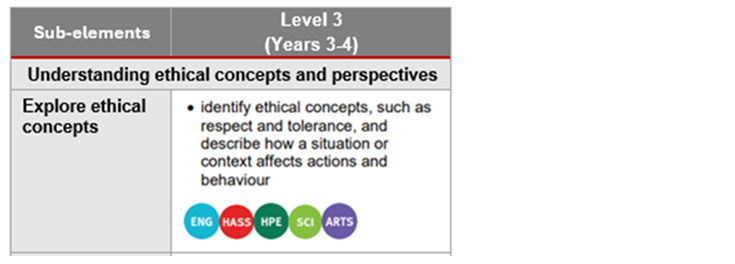 Sub-elements
Level 3
(Years 3-4)
Understanding ethical concepts and perspectives
Explore ethical
concepts
• identify ethical concepts, such as
respect and tolerance, and
describe how a situation or
context affects actions and
behaviour
ENG HASS HPE SCI ARTS